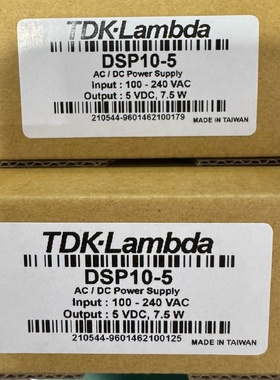 TDK·Lambda
DSP10-5
AC / DC Power Supply
Input : 100 - 240 VAC
Output : 5 VDC, 7.5 W
210544-9601462100179
MADE IN TAIWAN
TDK·Lambda
DSP10-5
AC / DC Power Supply
Input : 100 - 240 VAC
Output : 5 VDC, 7.5 W
210544-9601462100125
MADE IN TAIWAN